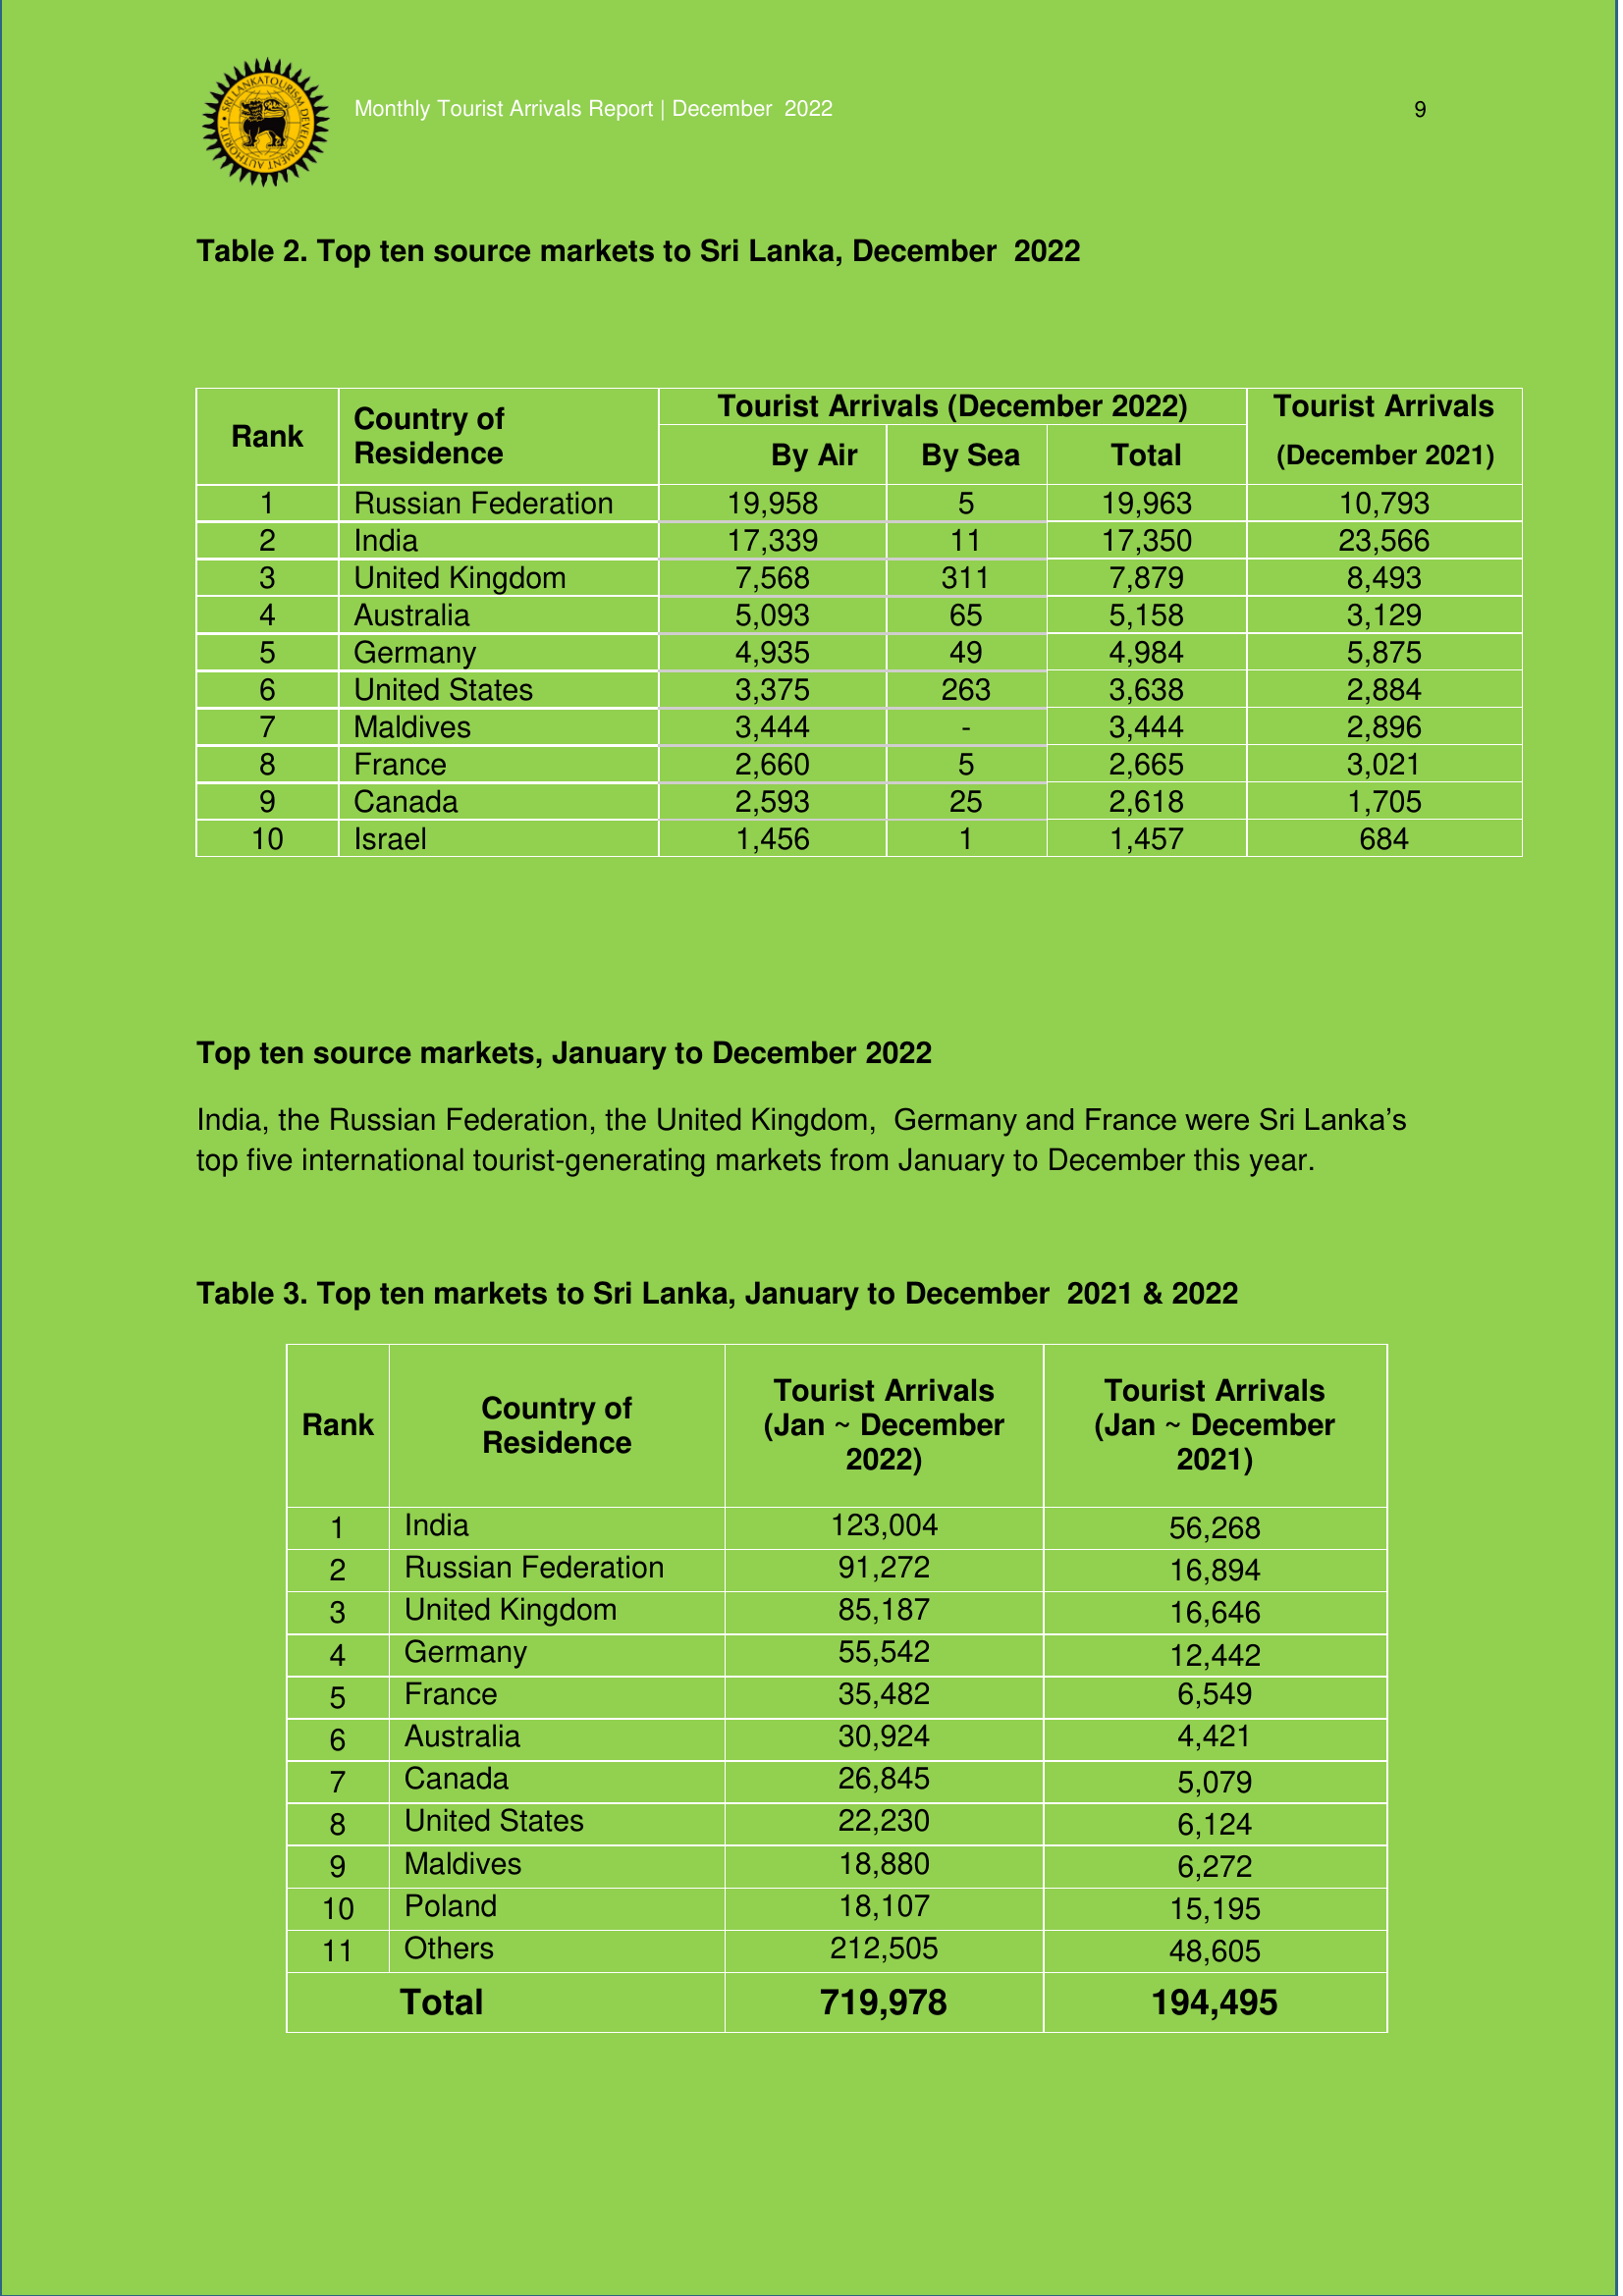 SRI LANKA TOURISM DEVELOPMENT AUTHORITY
Monthly Tourist Arrivals Report | December 2022
9
Table 2. Top ten source markets to Sri Lanka, December 2022
Rank Country of Residence Tourist Arrivals (December 2022) Tourist Arrivals (December 2021)
By Air By Sea Total
1 Russian Federation 19,958 5 19,963 10,793
2 India 17,339 11 17,350 23,566
3 United Kingdom 7,568 311 7,879 8,493
4 Australia 5,093 65 5,158 3,129
5 Germany 4,935 49 4,984 5,875
6 United States 3,375 263 3,638 2,884
7 Maldives 3,444 - 3,444 2,896
8 France 2,660 5 2,665 3,021
9 Canada 2,593 25 2,618 1,705
10 Israel 1,456 1 1,457 684
Top ten source markets, January to December 2022
India, the Russian Federation, the United Kingdom, Germany and France were Sri Lanka’s
top five international tourist-generating markets from January to December this year.
Table 3. Top ten markets to Sri Lanka, January to December 2021 & 2022
Rank Country of Residence Tourist Arrivals (Jan ~ December 2022) Tourist Arrivals (Jan ~ December 2021)
1 India 123,004 56,268
2 Russian Federation 91,272 16,894
3 United Kingdom 85,187 16,646
4 Germany 55,542 12,442
5 France 35,482 6,549
6 Australia 30,924 4,421
7 Canada 26,845 5,079
8 United States 22,230 6,124
9 Maldives 18,880 6,272
10 Poland 18,107 15,195
11 Others 212,505 48,605
Total 719,978 194,495